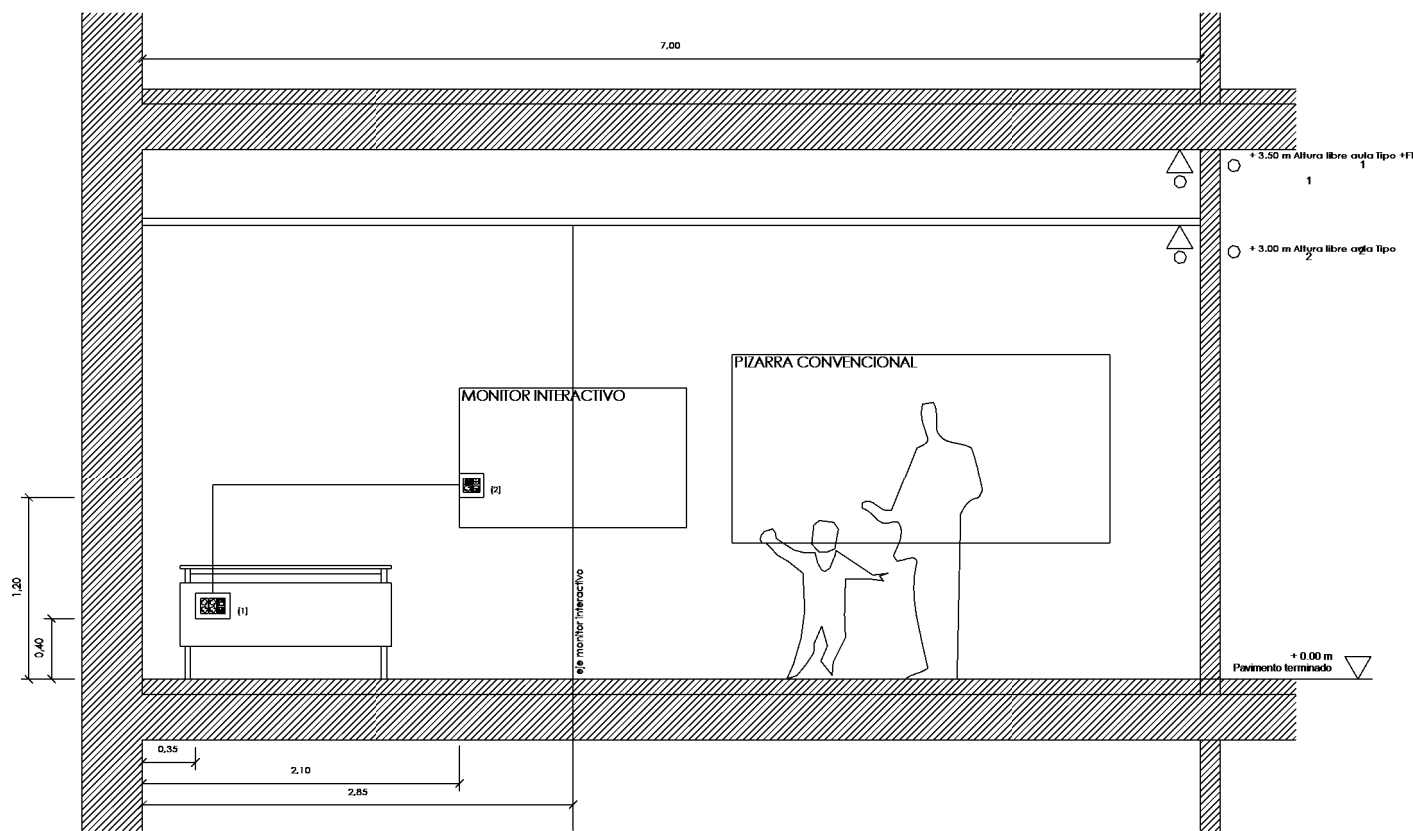 7,00
+ 3.50 m Altura libre aula Tipo +FT
1
1
+ 3.00 m Altura libre aula Tipo
2
2
PIZARRA CONVENCIONAL
MONITOR INTERACTIVO
(2)
1,20
0,40
(1)
eje monitor interactivo
+ 0.00 m
Pavimento terminado
0,35
2,10
2,85